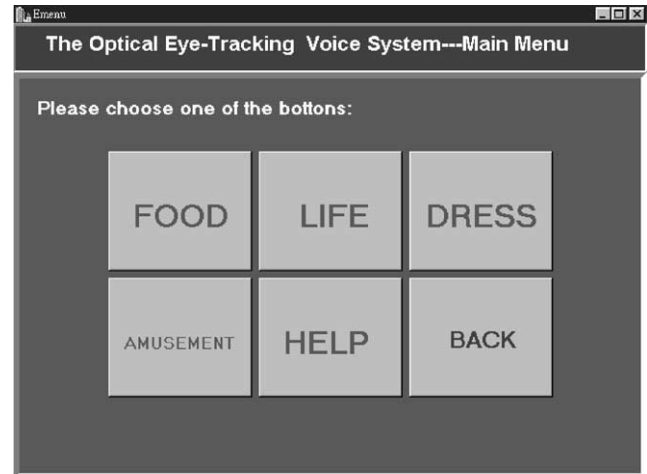 Emenu
The Optical Eye-Tracking Voice System---Main Menu
Please choose one of the bottons:
FOOD LIFE DRESS
AMUSEMENT HELP BACK